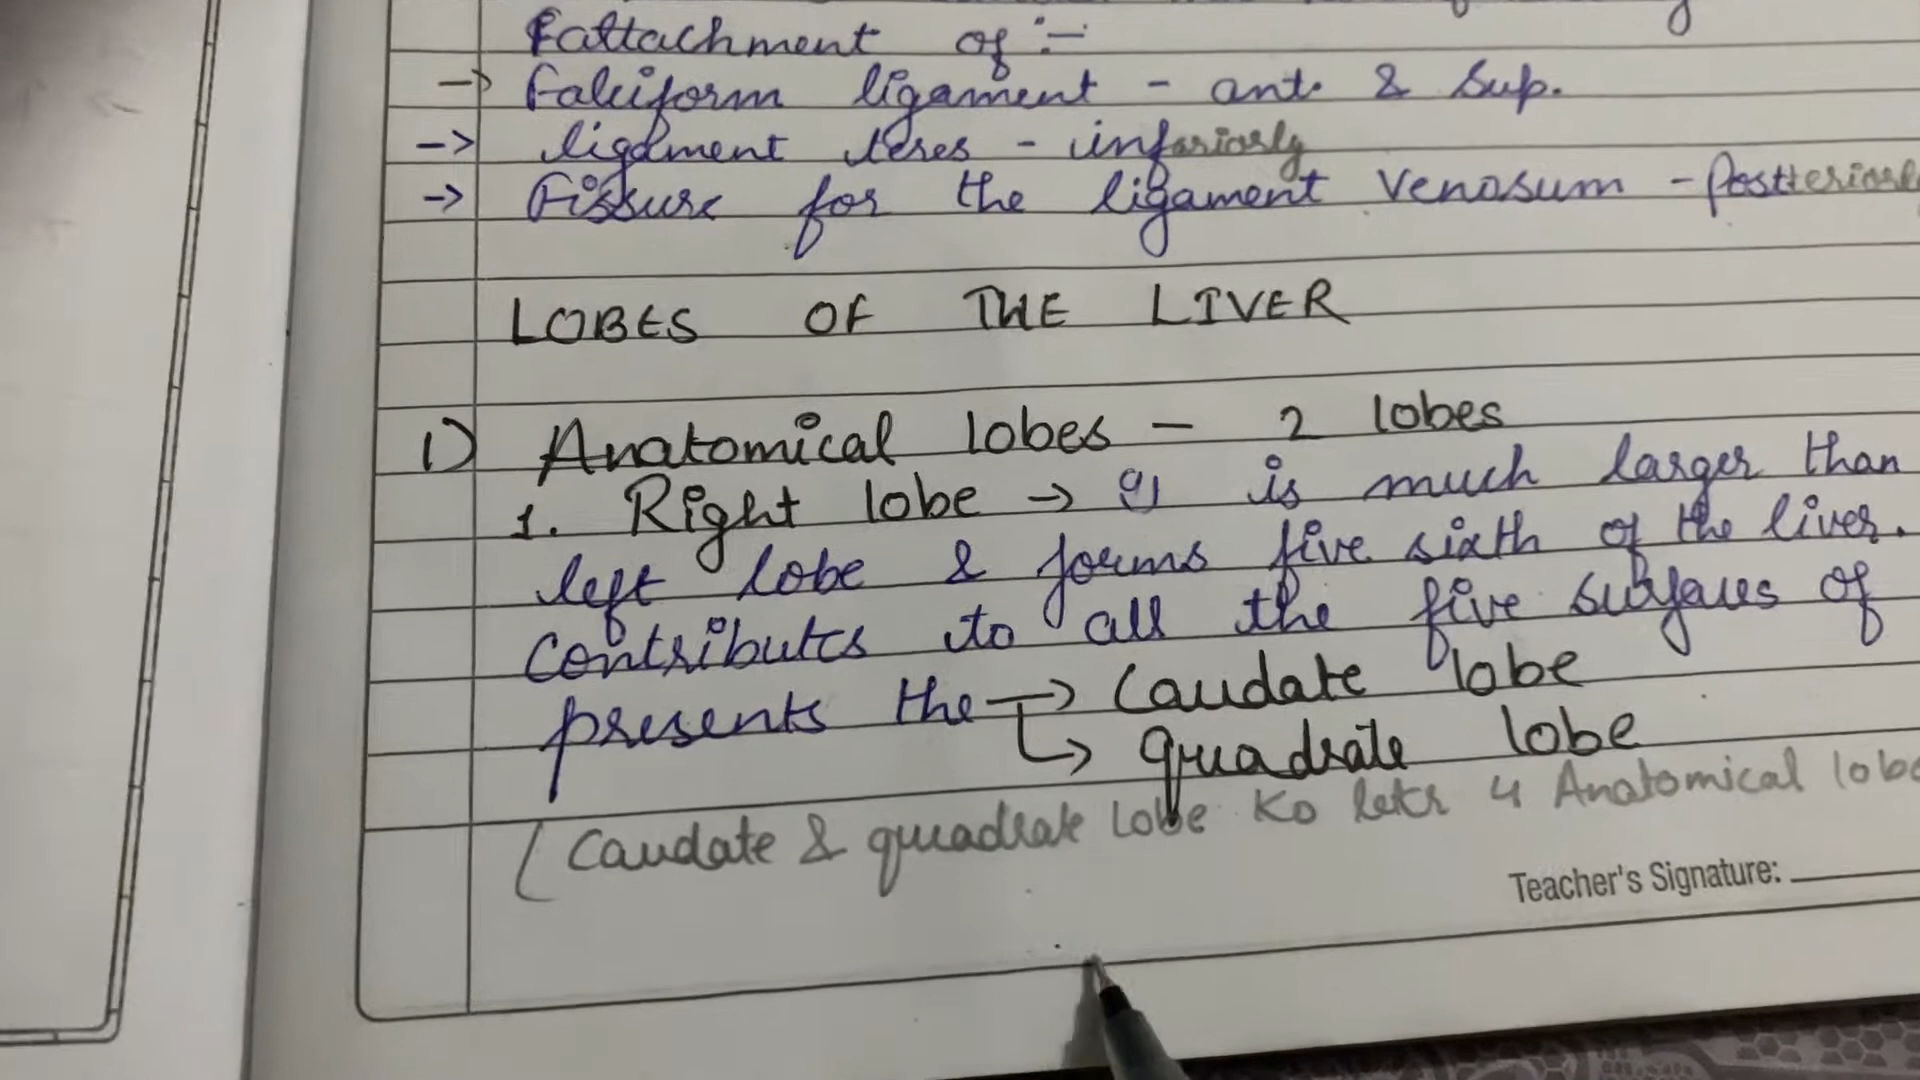 attachment of :-
-> Falciform ligament - ant. & Sup.
-> ligament teres - inferiorly
-> Fissure for the ligament venosum - Postteriorly
LOBES OF THE LIVER
1) Anatomical lobes - 2 lobes
1. Right lobe -> It is much larger than
left lobe & forms five sixth of the liver.
Contributes to all the five surfaces of
presents the -> Caudate lobe
-> quadrate lobe
(Caudate & quadrate lobe Ko lekr 4 Anatomical lobe
Teacher's Signature: